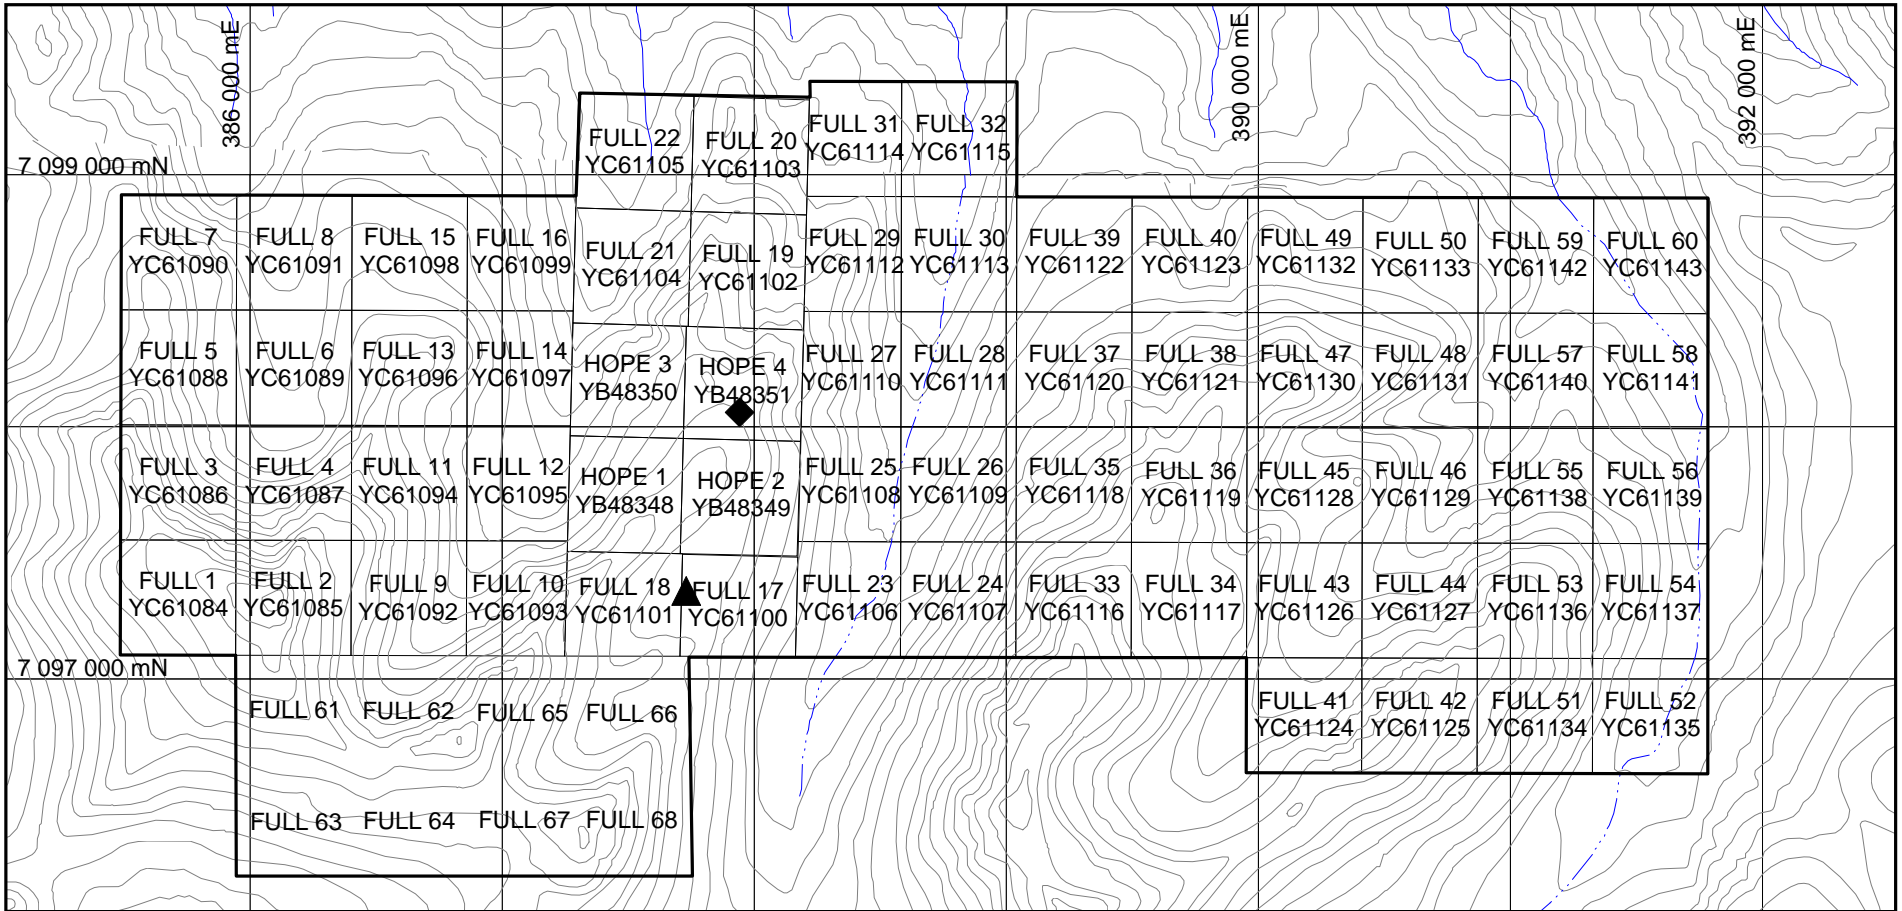 386 000 mE
390 000 mE
392 000 mE
7 099 000 mN
7 097 000 mN
FULL 22
YC61105
FULL 20
YC61103
FULL 31
YC61114
FULL 32
YC61115
FULL 7
YC61090
FULL 8
YC61091
FULL 15
YC61098
FULL 16
YC61099
FULL 21
YC61104
FULL 19
YC61102
FULL 29
YC61112
FULL 30
YC61113
FULL 39
YC61122
FULL 40
YC61123
FULL 49
YC61132
FULL 50
YC61133
FULL 59
YC61142
FULL 60
YC61143
FULL 5
YC61088
FULL 6
YC61089
FULL 13
YC61096
FULL 14
YC61097
HOPE 3
YB48350
HOPE 4
YB48351
FULL 27
YC61110
FULL 28
YC61111
FULL 37
YC61120
FULL 38
YC61121
FULL 47
YC61130
FULL 48
YC61131
FULL 57
YC61140
FULL 58
YC61141
FULL 3
YC61086
FULL 4
YC61087
FULL 11
YC61094
FULL 12
YC61095
HOPE 1
YB48348
HOPE 2
YB48349
FULL 25
YC61108
FULL 26
YC61109
FULL 35
YC61118
FULL 36
YC61119
FULL 45
YC61128
FULL 46
YC61129
FULL 55
YC61138
FULL 56
YC61139
FULL 1
YC61084
FULL 2
YC61085
FULL 9
YC61092
FULL 10
YC61093
FULL 18
YC61101
FULL 17
YC61100
FULL 23
YC61106
FULL 24
YC61107
FULL 33
YC61116
FULL 34
YC61117
FULL 43
YC61126
FULL 44
YC61127
FULL 53
YC61136
FULL 54
YC61137
FULL 61
FULL 62
FULL 65
FULL 66
FULL 41
YC61124
FULL 42
YC61125
FULL 51
YC61134
FULL 52
YC61135
FULL 63
FULL 64
FULL 67
FULL 68